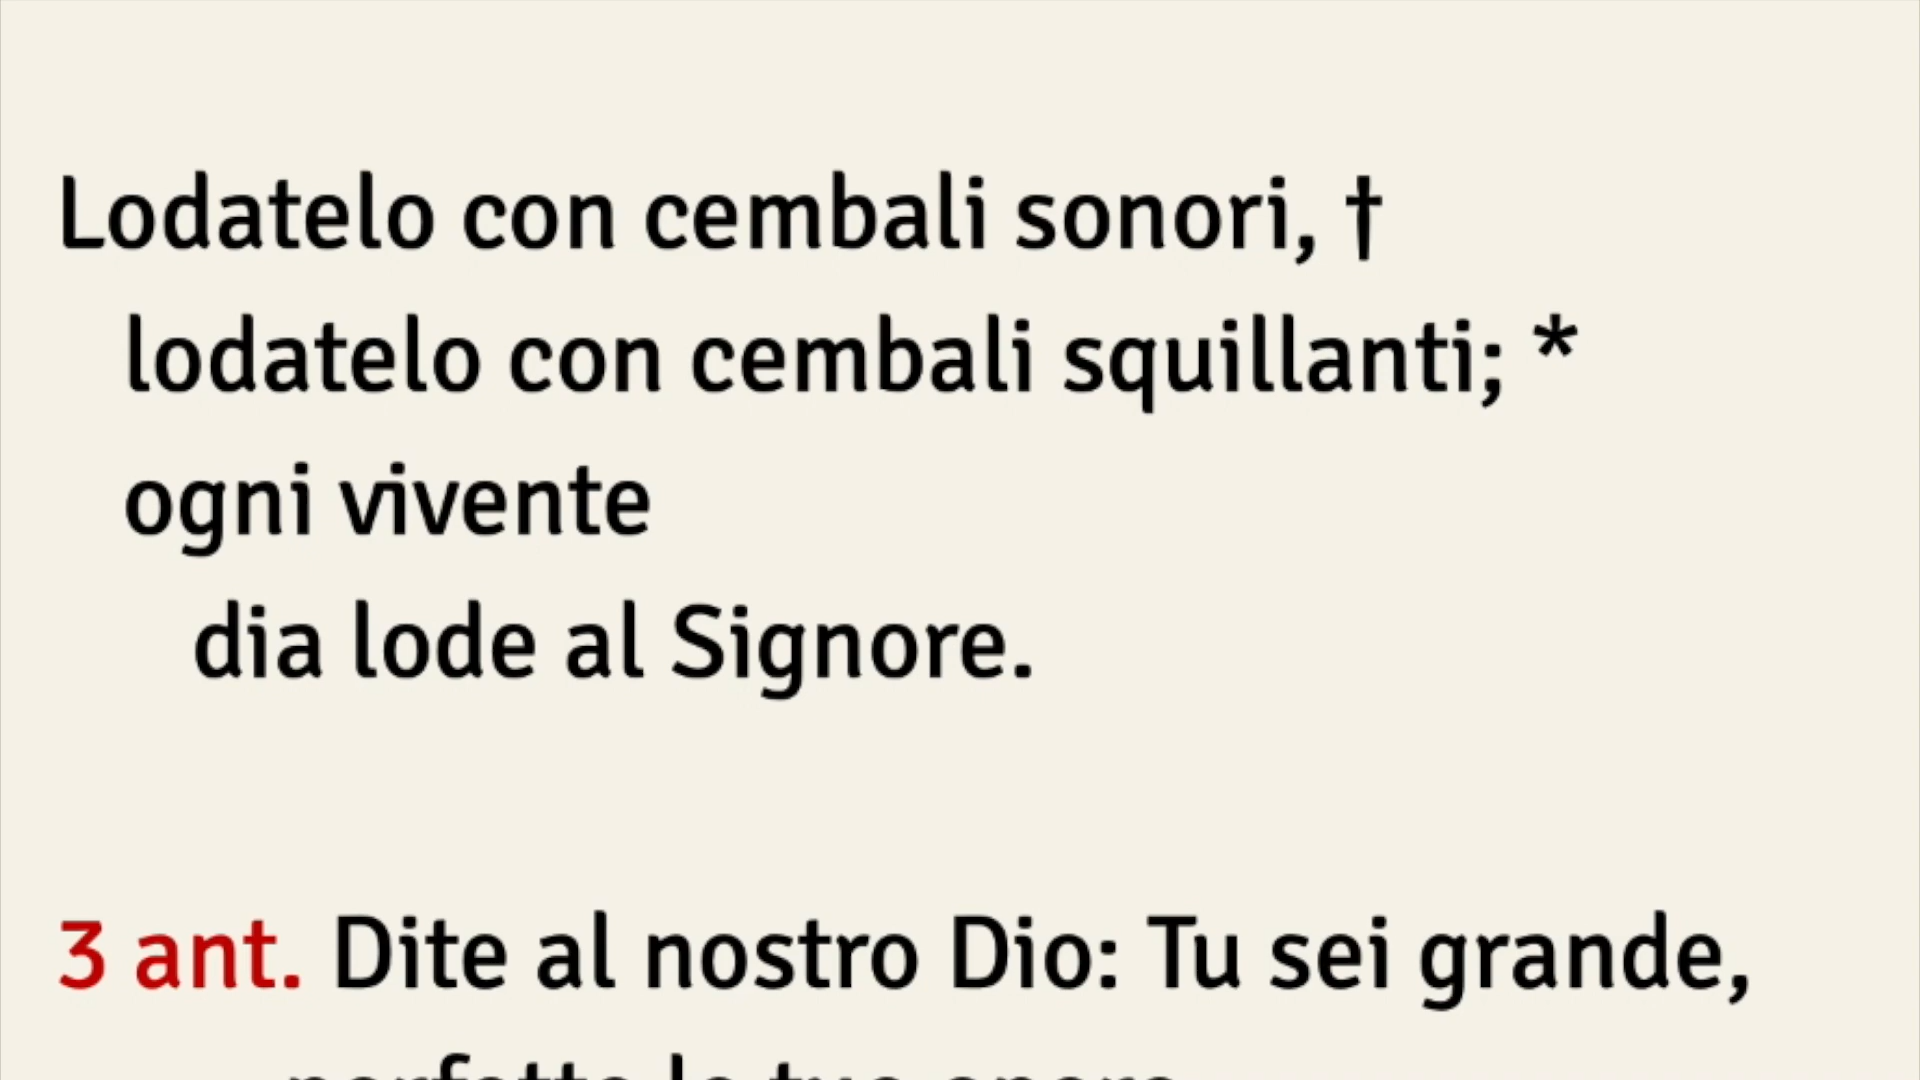 Lodatelo con cembali sonori, †
lodatelo con cembali squillanti; *
ogni vivente
dia lode al Signore.
3 ant. Dite al nostro Dio: Tu sei grande,